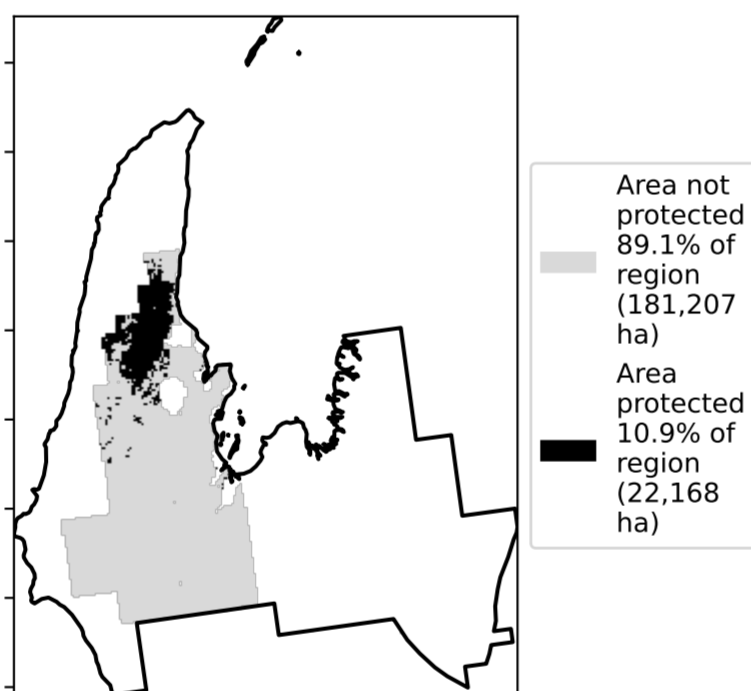 Area not
protected
89.1% of
region
(181,207
ha)
Area
protected
10.9% of
region
(22,168
ha)